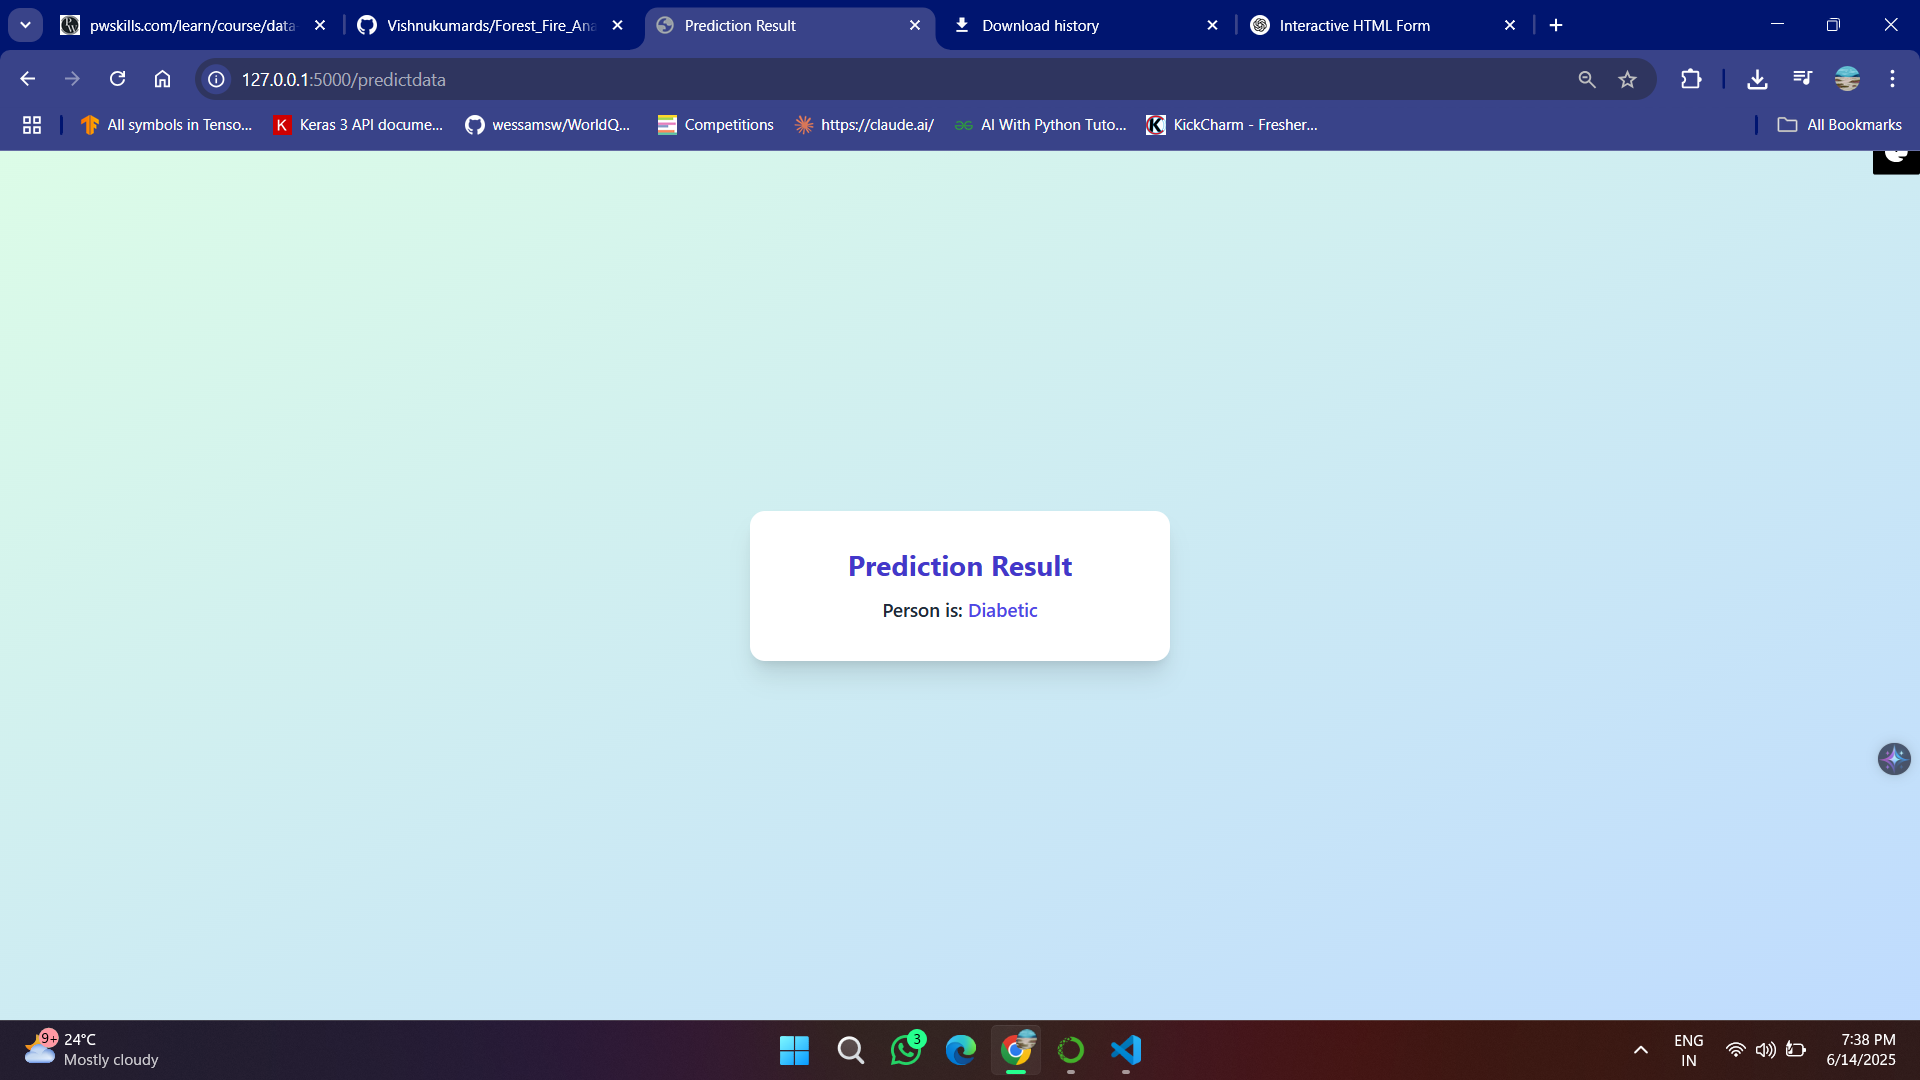 pwskills.com/learn/course/data-
Vishnukumards/Forest_Fire_Ana
Prediction Result
Download history
Interactive HTML Form
127.0.0.1:5000/predictdata
All symbols in Tenso...
K Keras 3 API docume...
wessamsw/WorldQ...
Competitions
https://claude.ai/
AI With Python Tuto...
K KickCharm - Fresher...
All Bookmarks
Prediction Result
Person is: Diabetic
9+
24°C
Mostly cloudy
3
ENG
IN
7:38 PM
6/14/2025